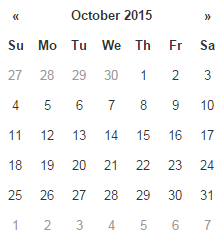 « October 2015 »
Su Mo Tu We Th Fr Sa
27 28 29 30 1 2 3
4 5 6 7 8 9 10
11 12 13 14 15 16 17
18 19 20 21 22 23 24
25 26 27 28 29 30 31
1 2 3 4 5 6 7